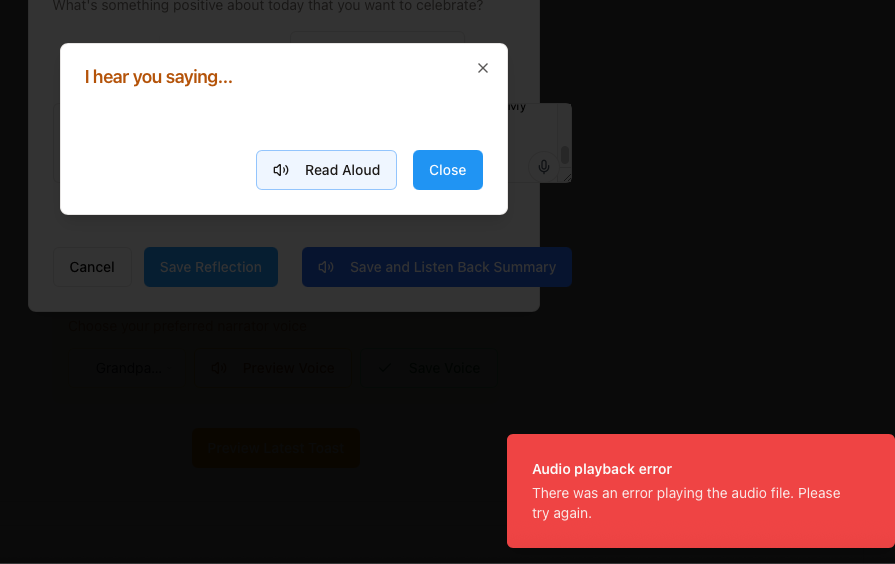 What's something positive about today that you want to celebrate?
I hear you saying...
Read Aloud
Close
Cancel
Save Reflection
Save and Listen Back Summary
Choose your preferred narrator voice
Grandpa...
Preview Voice
Save Voice
Audio playback error
There was an error playing the audio file. Please
try again.